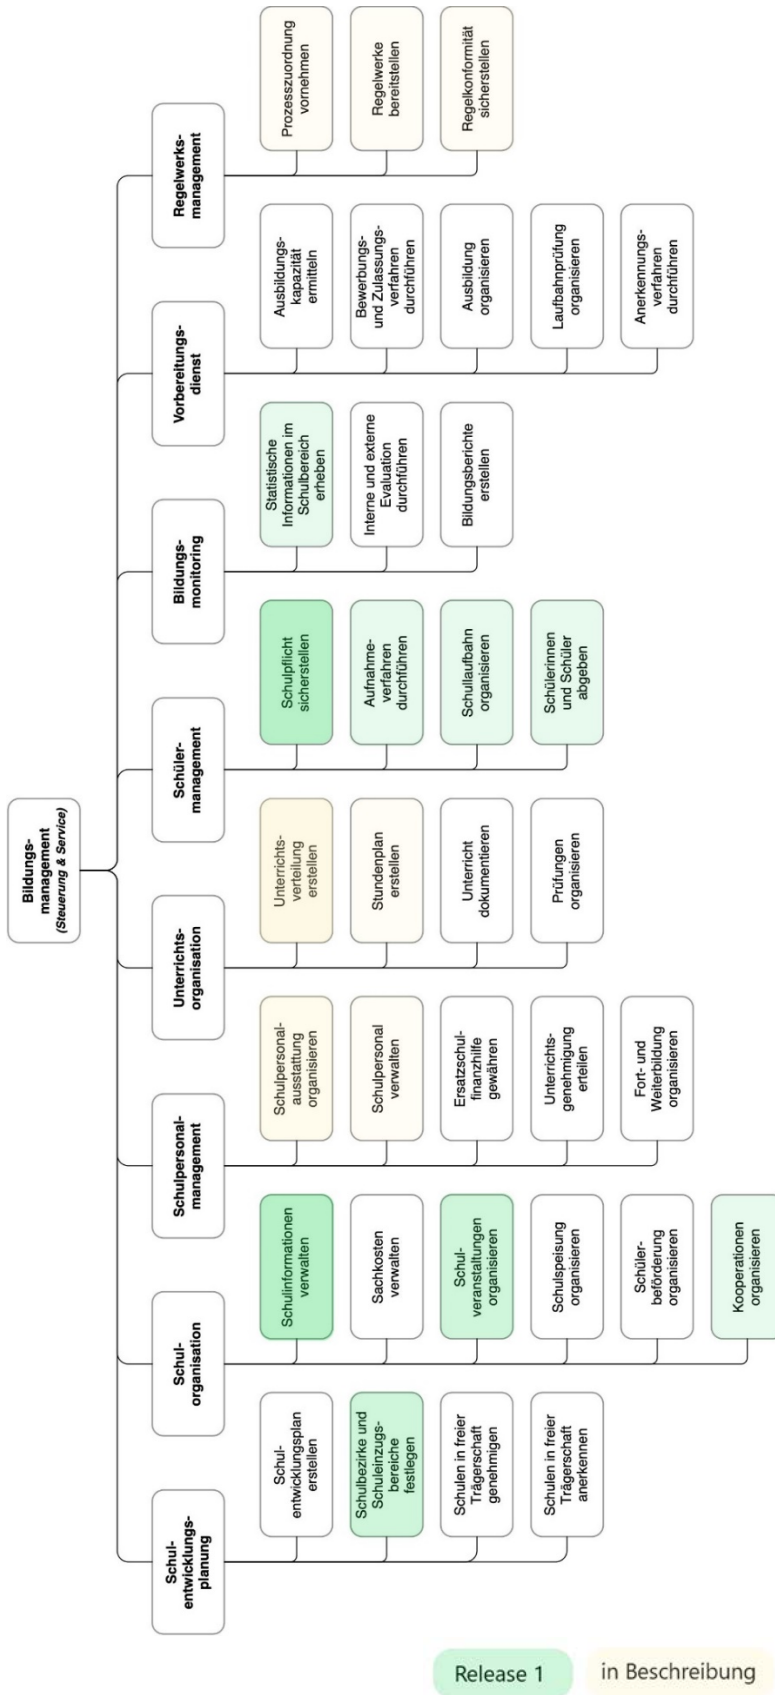 Bildungs-
management
(Steuerung & Service)
Schul-
entwicklungs-
planung
Schul-
entwicklungsplan
erstellen
Schulbezirke und
Schuleinzugs-
bereiche
festlegen
Schulen in freier
Trägerschaft
genehmigen
Schulen in freier
Trägerschaft
anerkennen
Schul-
organisation
Schulinformationen
verwalten
Sachkosten
verwalten
Schul-
veranstaltungen
organisieren
Schulspeisung
organisieren
Schüler-
beförderung
organisieren
Kooperationen
organisieren
Schulpersonal-
management
Schulpersonal-
ausstattung
organisieren
Schulpersonal
verwalten
Ersatzschul-
finanzhilfe
gewähren
Unterrichts-
genehmigung
erteilen
Fort- und
Weiterbildung
organisieren
Unterrichts-
organisation
Unterrichts-
verteilung
erstellen
Stundenplan
erstellen
Unterricht
dokumentieren
Prüfungen
organisieren
Schüler-
management
Schulpflicht
sicherstellen
Aufnahme-
verfahren
durchführen
Schullaufbahn
organisieren
Schülerinnen
und Schüler
abgeben
Bildungs-
monitoring
Statistische
Informationen im
Schulbereich
erheben
Interne und externe
Evaluation
durchführen
Bildungsberichte
erstellen
Vorbereitungs-
dienst
Ausbildungs-
kapazität
ermitteln
Bewerbungs-
und Zulassungs-
verfahren
durchführen
Ausbildung
organisieren
Laufbahnprüfung
organisieren
Anerkennungs-
verfahren
durchführen
Regelwerks-
management
Prozesszuordnung
vornehmen
Regelwerke
bereitstellen
Regelkonformität
sicherstellen
Release 1
in Beschreibung